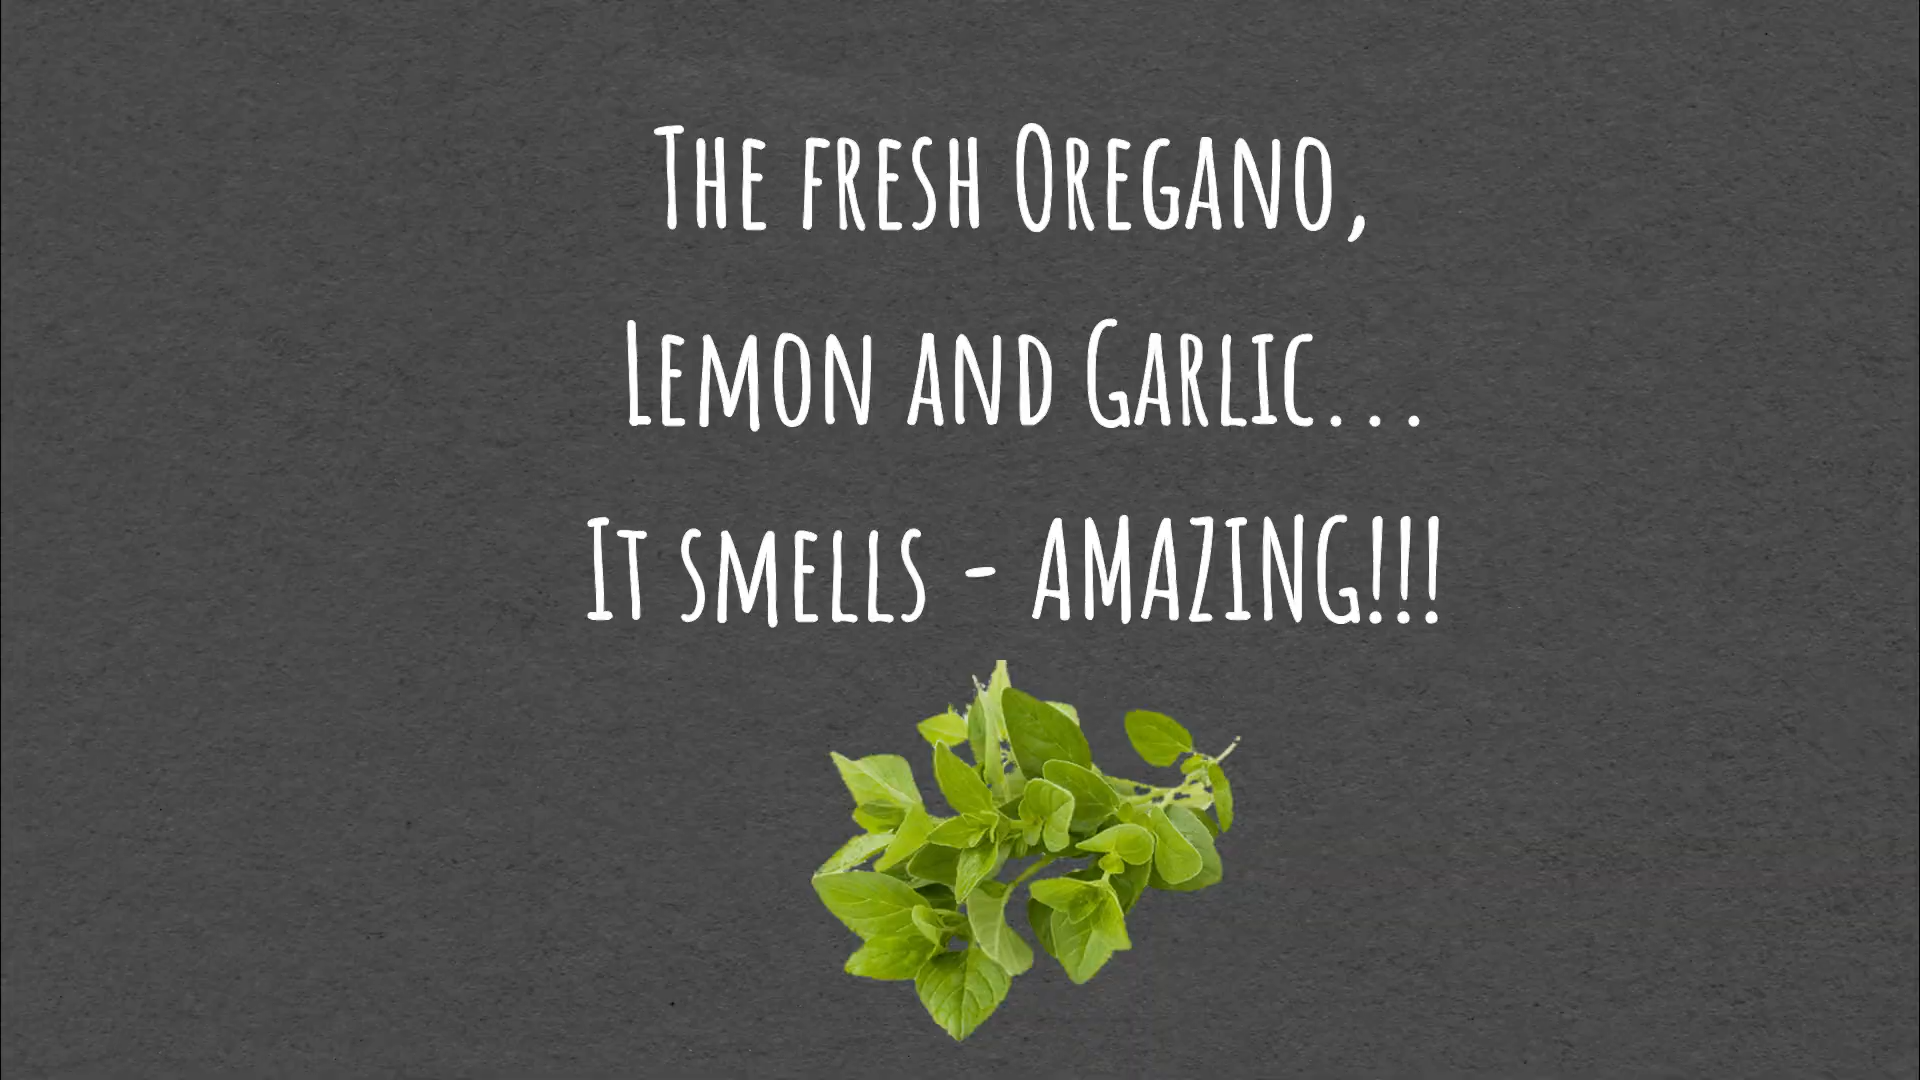 The fresh Oregano,
Lemon and Garlic...
It smells - AMAZING!!!